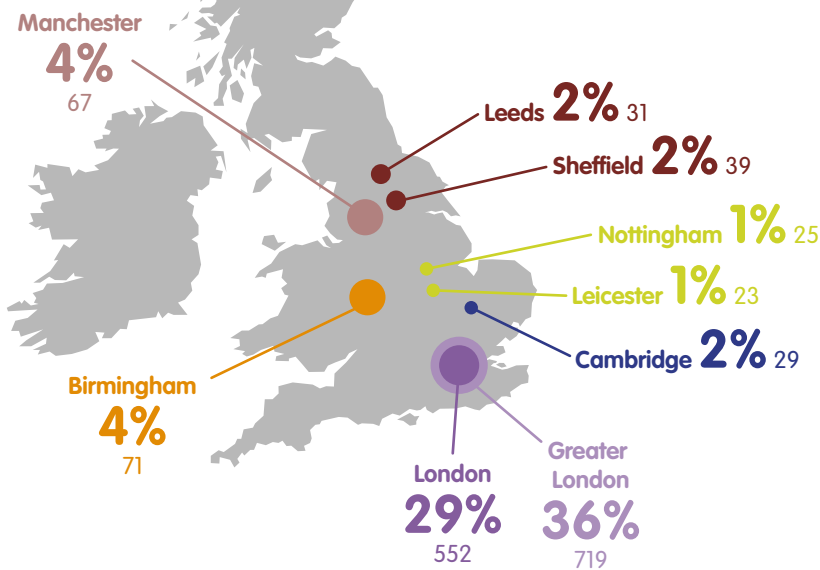 Manchester
4%
67
Leeds 2% 31
Sheffield 2% 39
Nottingham 1% 25
Leicester 1% 23
Cambridge 2% 29
Birmingham
4%
71
London
29%
552
Greater
London
36%
719